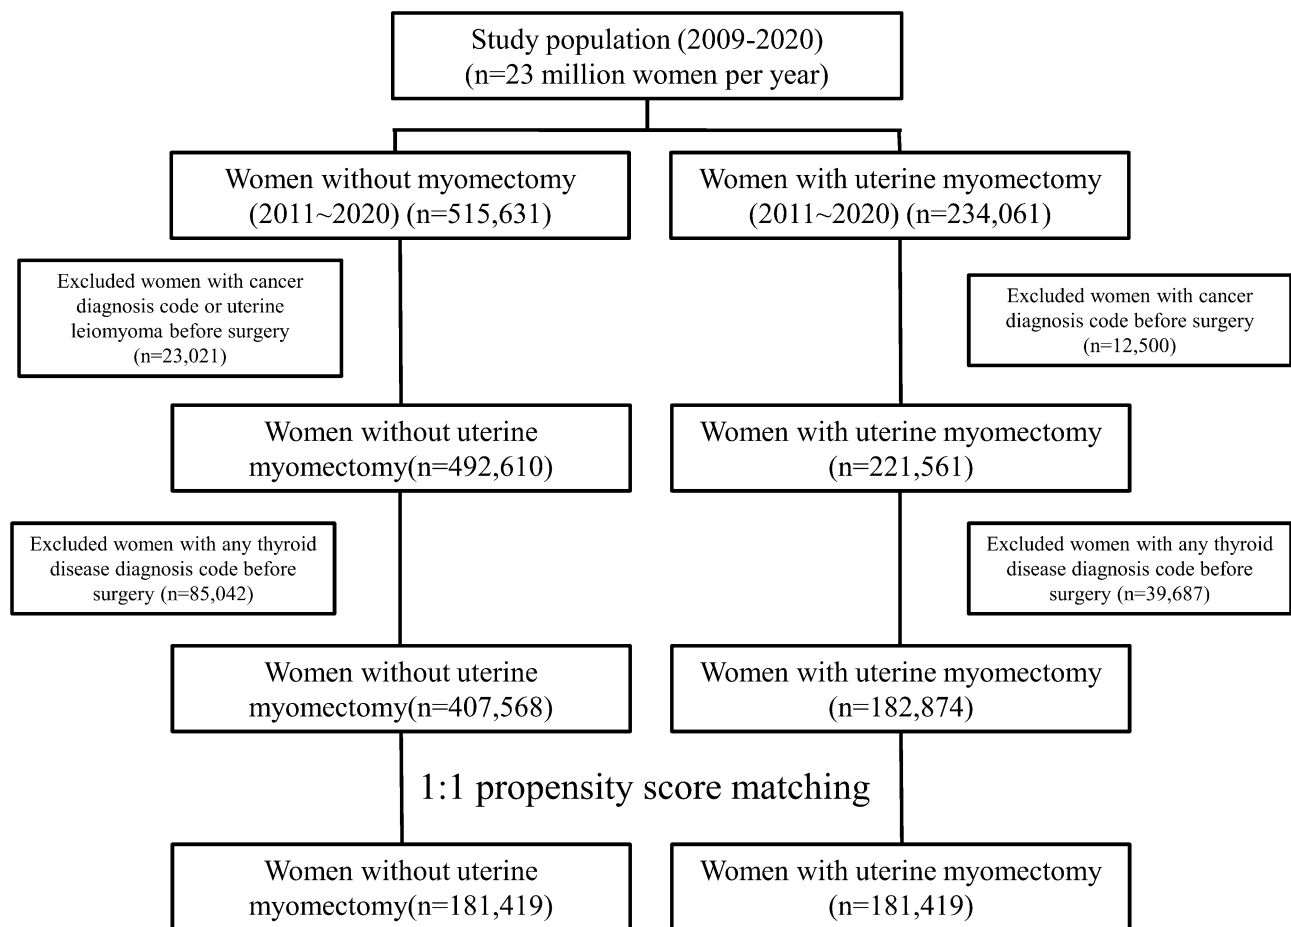 Study population (2009-2020)
(n=23 million women per year)
Women without myomectomy
(2011~2020) (n=515,631)
Women with uterine myomectomy
(2011~2020) (n=234,061)
Excluded women with cancer
diagnosis code or uterine
leiomyoma before surgery
(n=23,021)
Excluded women with cancer
diagnosis code before surgery
(n=12,500)
Women without uterine
myomectomy(n=492,610)
Women with uterine myomectomy
(n=221,561)
Excluded women with any thyroid
disease diagnosis code before
surgery (n=85,042)
Excluded women with any thyroid
disease diagnosis code before
surgery (n=39,687)
Women without uterine
myomectomy(n=407,568)
Women with uterine myomectomy
(n=182,874)
1:1 propensity score matching
Women without uterine
myomectomy(n=181,419)
Women with uterine myomectomy
(n=181,419)